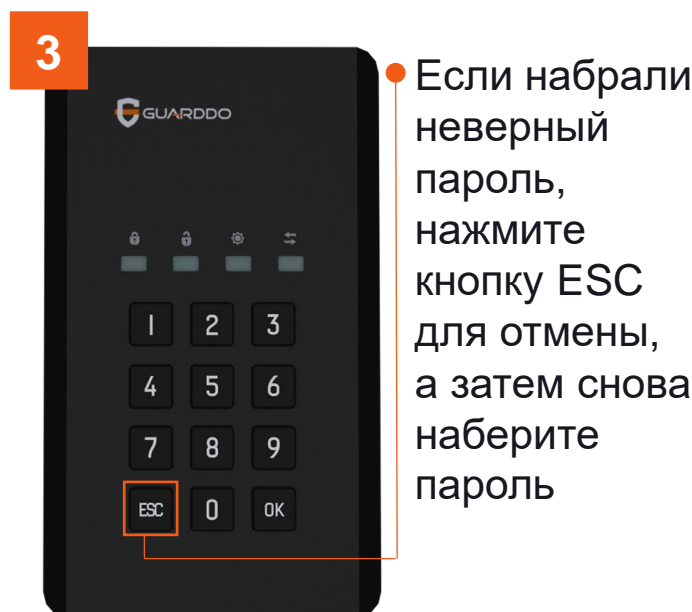 3
GUARDDO
Если набрали
неверный
пароль,
нажмите
кнопку ESC
для отмены,
а затем снова
наберите
пароль
1 2 3
4 5 6
7 8 9
ESC 0 OK